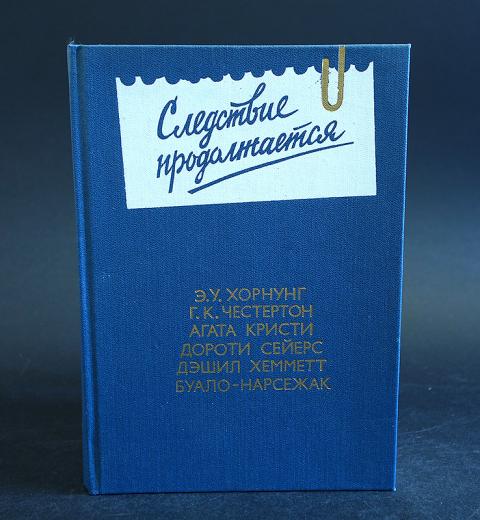 Следствие
продолжается
Э.У. ХОРНУНГ
Г.К. ЧЕСТЕРТОН
АГАТА КРИСТИ
ДОРОТИ СЕЙЕРС
ДЭШИЛ ХЕММЕТТ
БУАЛО-НАРСЕЖАК